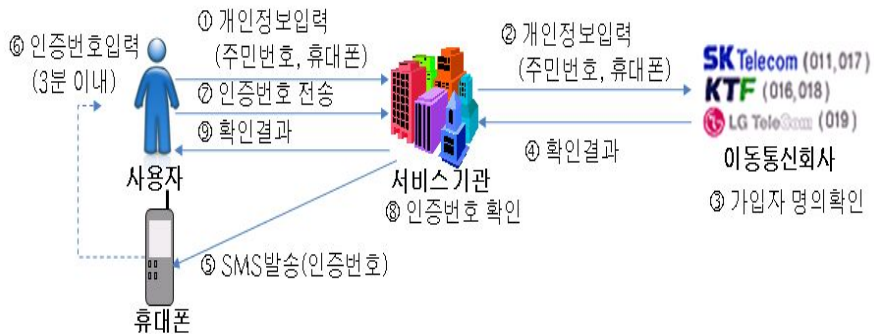 ① 개인정보입력
(주민번호, 휴대폰)
⑥ 인증번호입력
(3분 이내)
⑦ 인증번호 전송
⑨ 확인결과
사용자
② 개인정보입력
(주민번호, 휴대폰)
④ 확인결과
서비스기관
⑧ 인증번호 확인
SK Telecom (011,017)
KTF (016,018)
LG TeleCom (019)
이동통신회사
③ 가입자 명의확인
⑤ SMS발송(인증번호)
휴대폰